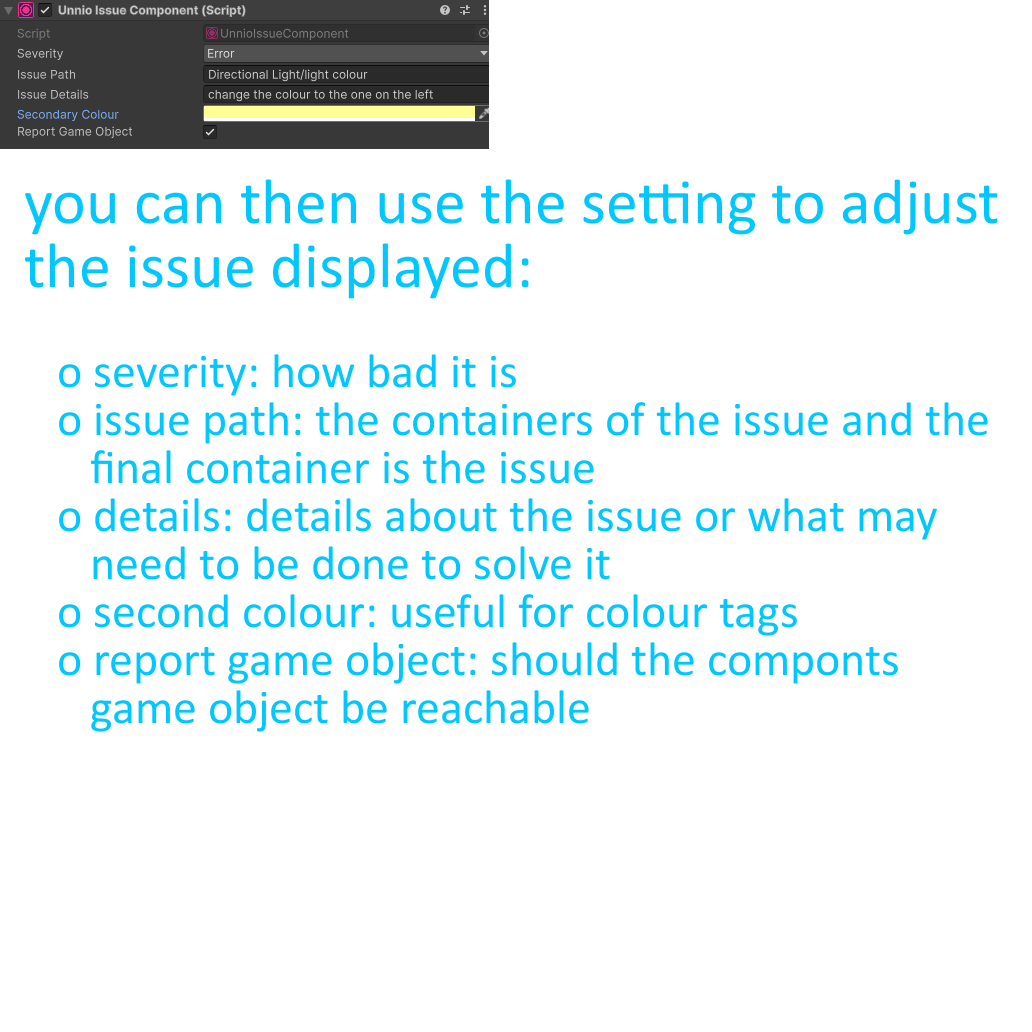 Unnio Issue Component (Script)
Script UnnioIssueComponent
Severity Error
Issue Path Directional Light/light colour
Issue Details change the colour to the one on the left
Secondary Colour
Report Game Object
you can then use the setting to adjust
the issue displayed:
o severity: how bad it is
o issue path: the containers of the issue and the
final container is the issue
o details: details about the issue or what may
need to be done to solve it
o second colour: useful for colour tags
o report game object: should the componts
game object be reachable